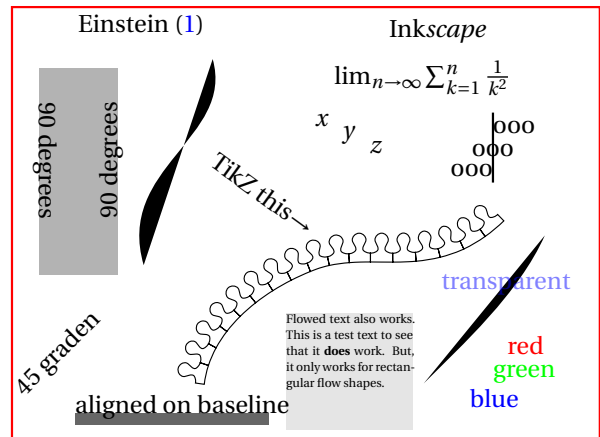 Einstein (1)
Inkscape
lim_{n→∞} ∑_{k=1}^{n} \frac{1}{k^2}
x y z
ooo
ooo
ooo
90 degrees
90 degrees
TikZ this→
transparent
Flowed text also works.
This is a test text to see
that it does work. But,
it only works for rectan-
gular flow shapes.
45 graden
red
green
blue
aligned on baseline